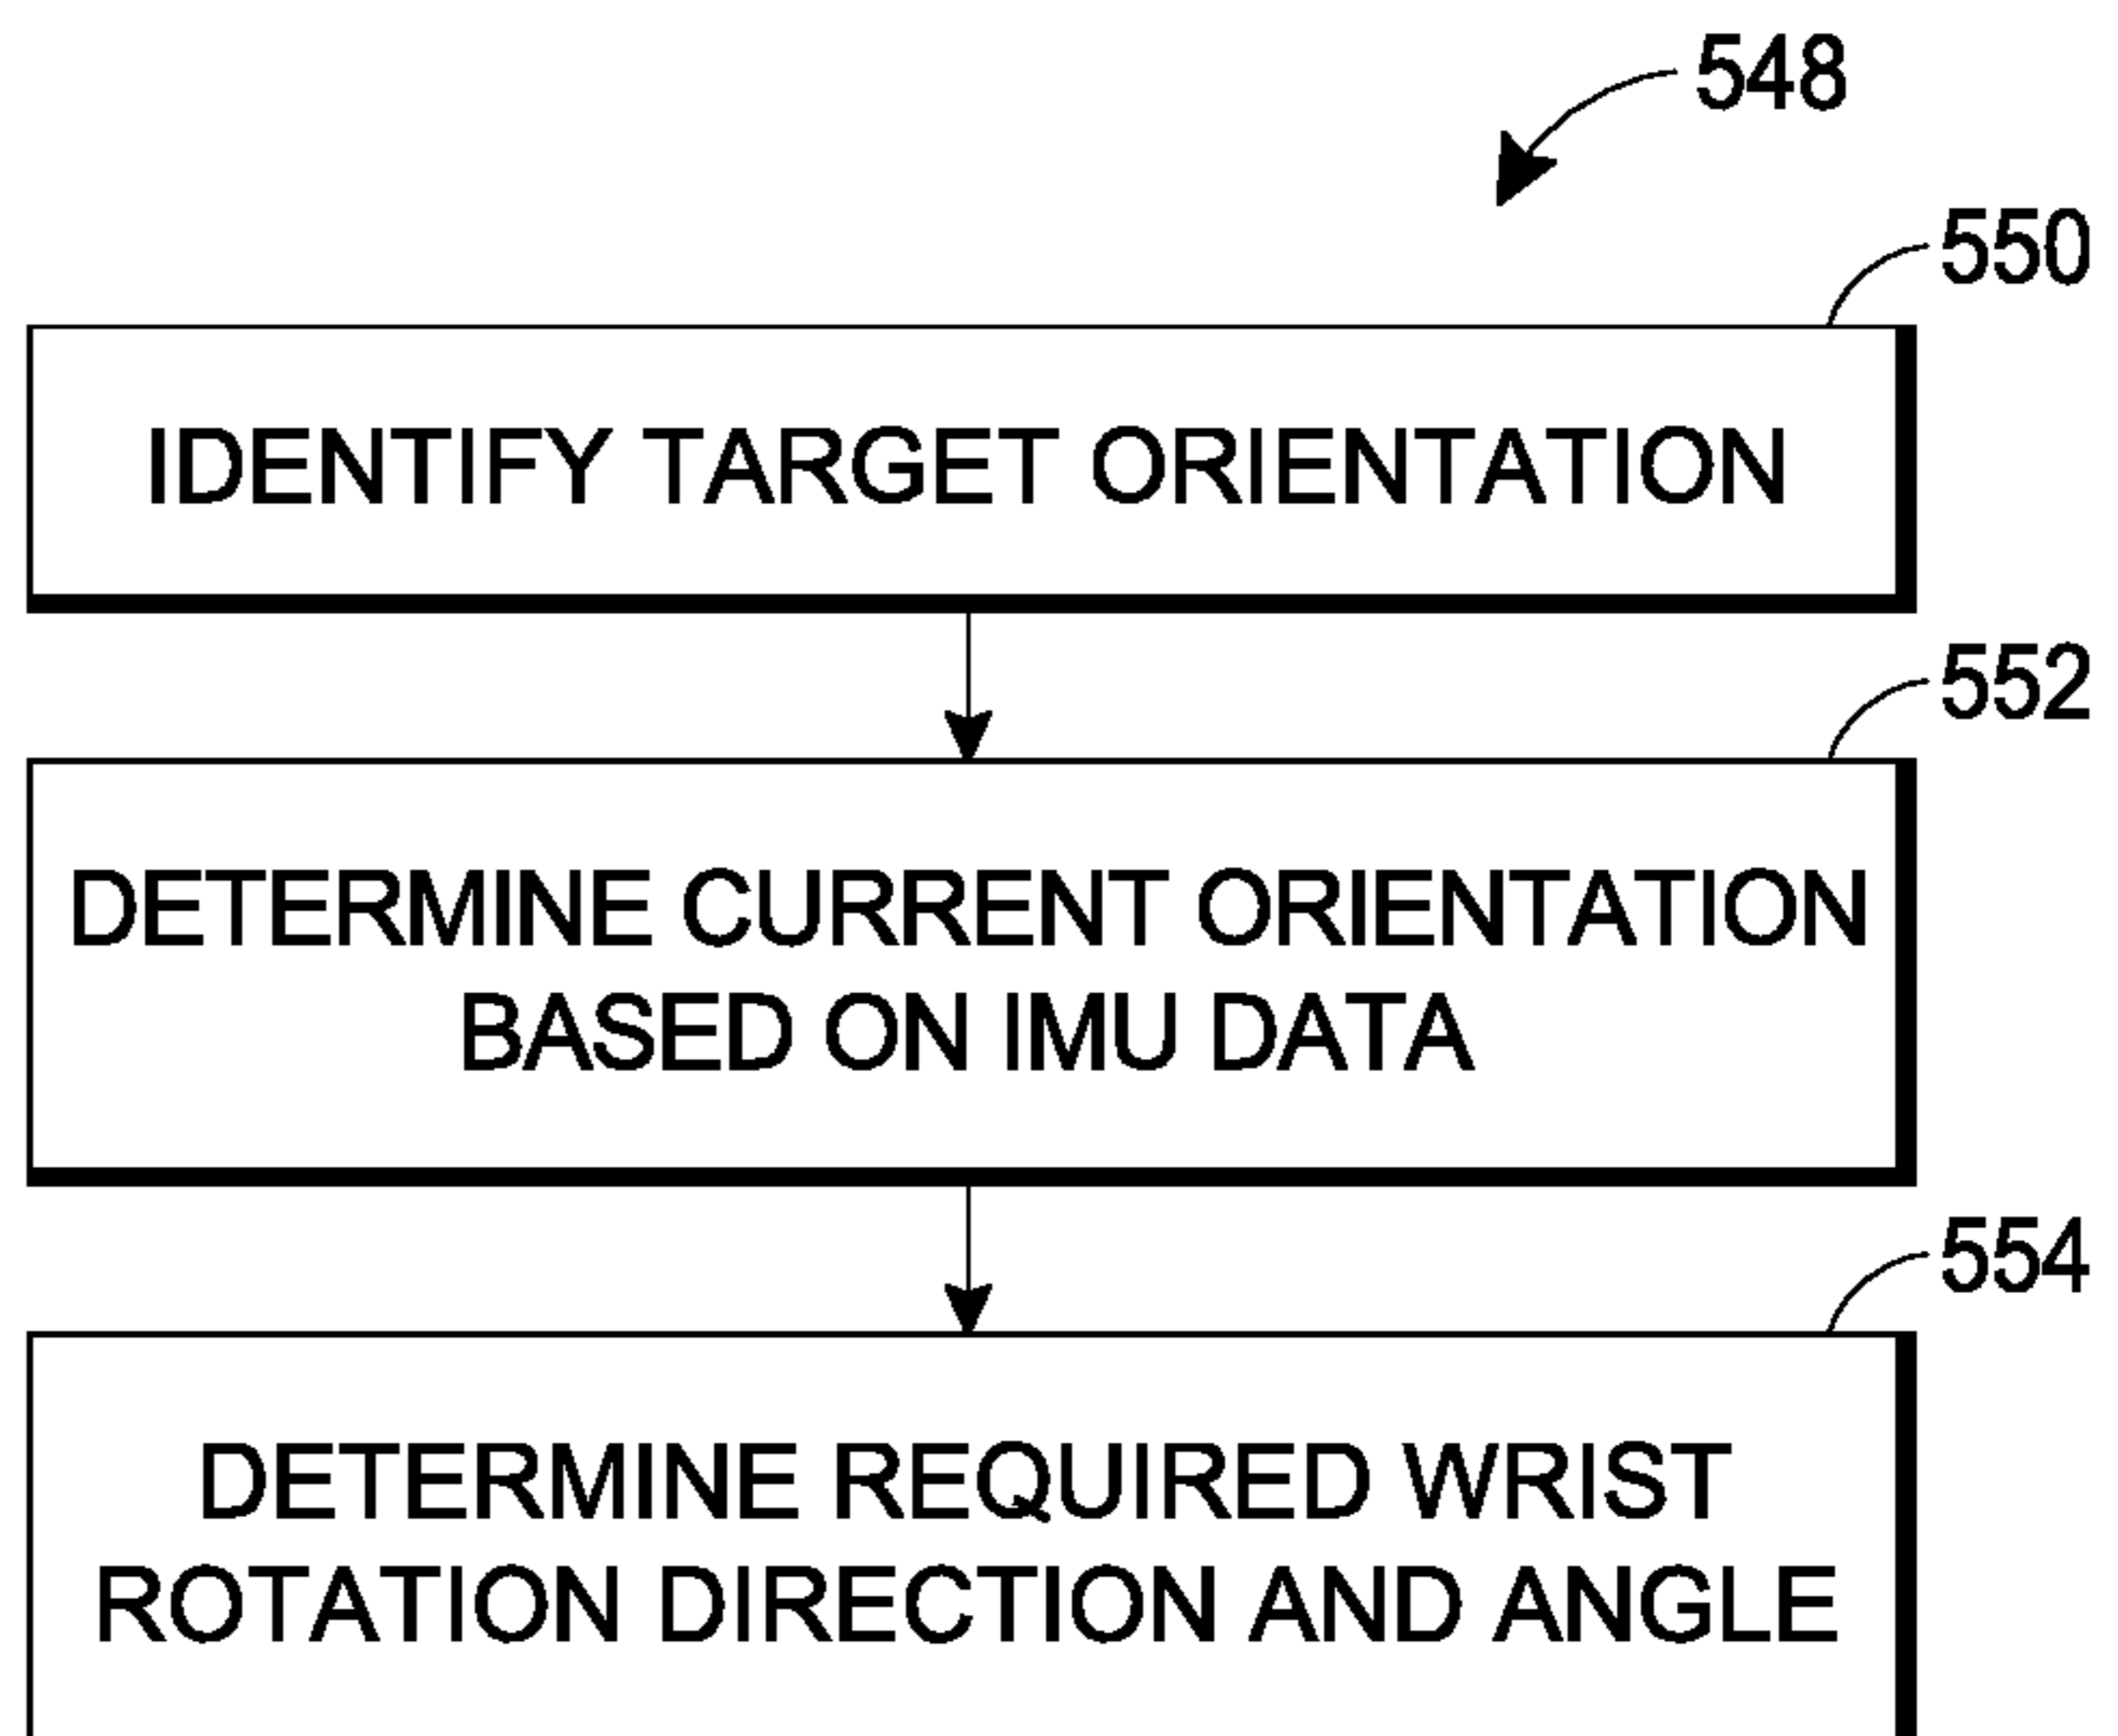 548
550
IDENTIFY TARGET ORIENTATION
552
DETERMINE CURRENT ORIENTATION
BASED ON IMU DATA
554
DETERMINE REQUIRED WRIST
ROTATION DIRECTION AND ANGLE